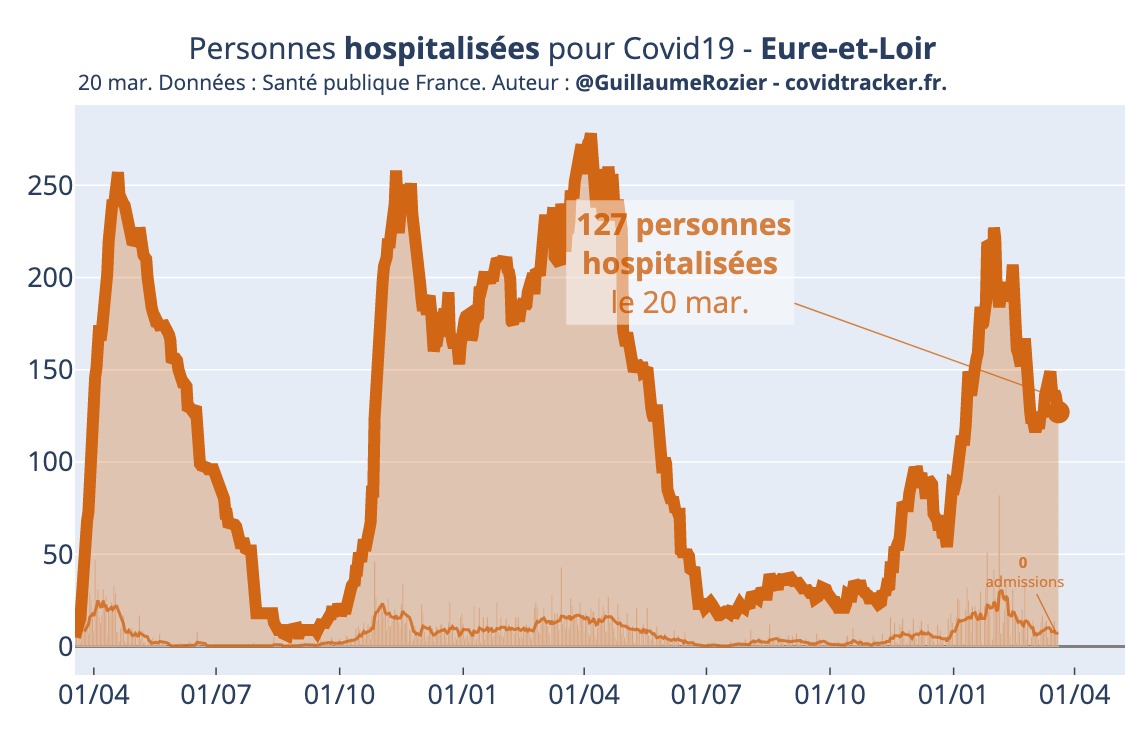 Personnes hospitalisées pour Covid19 - Eure-et-Loir
20 mar. Données : Santé publique France. Auteur : @GuillaumeRozier - covidtracker.fr.
250
200
150
100
50
0
127 personnes
hospitalisées
le 20 mar.
0
admissions
01/04 01/07 01/10 01/01 01/04 01/07 01/10 01/01 01/04